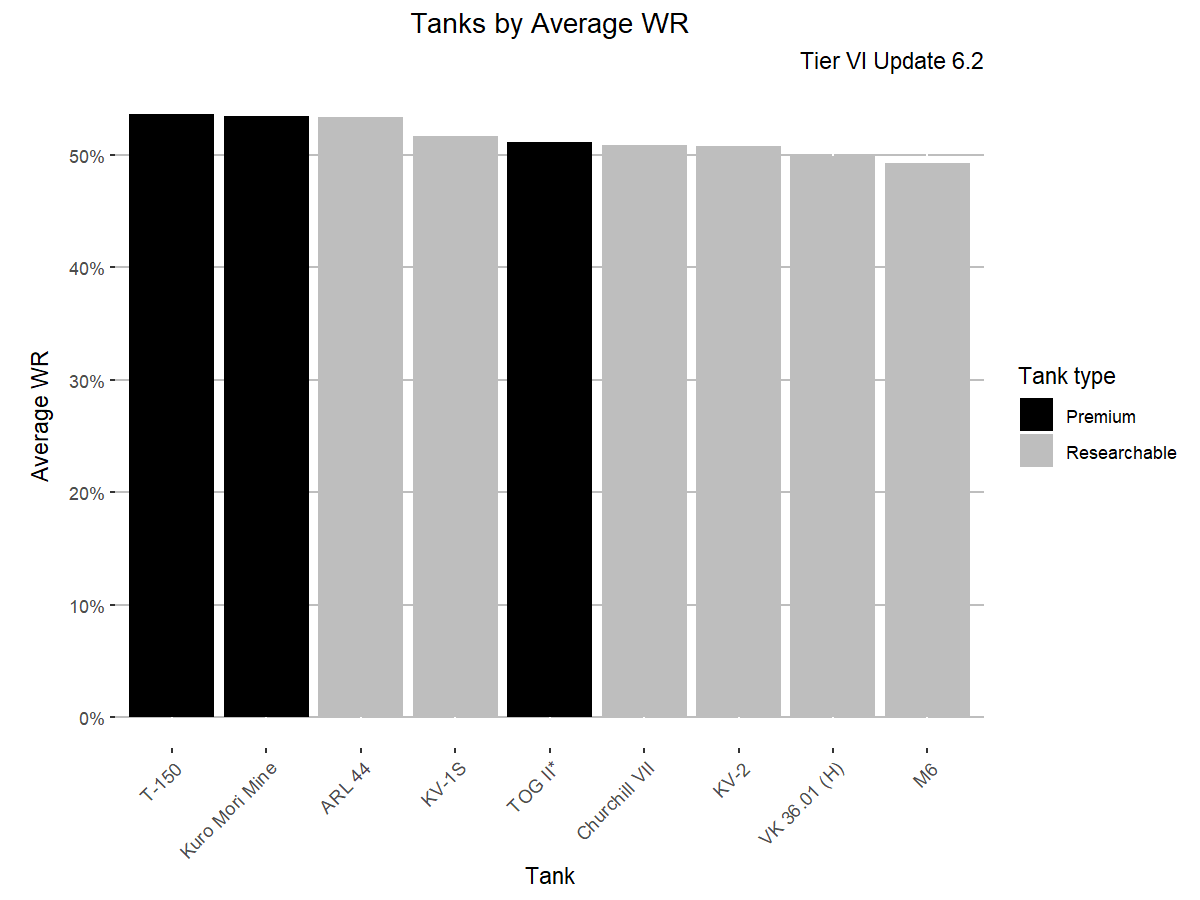 Tanks by Average WR
Tier VI Update 6.2
50%
40%
30%
20%
10%
0%
Average WR
T-150
Kuro Mori Mine
ARL 44
KV-1S
TOG II*
Churchill VII
KV-2
VK 36.01 (H)
M6
Tank
Tank type
Premium
Researchable